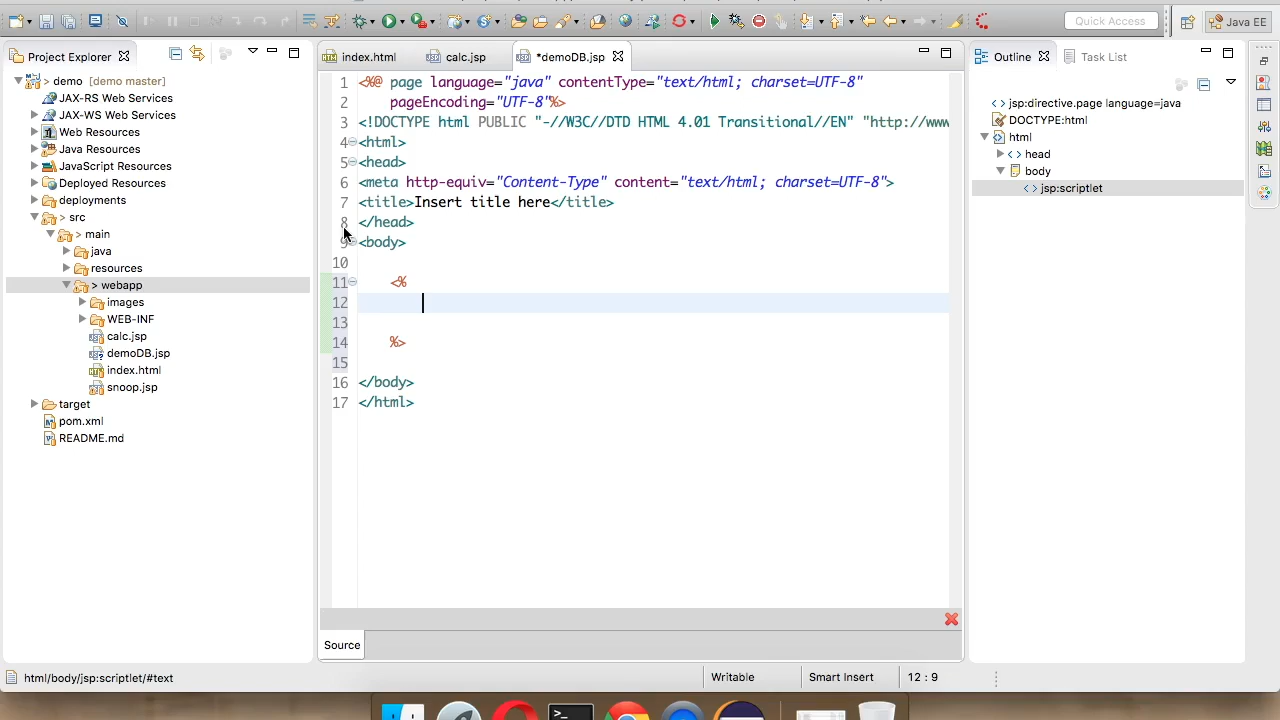 Quick Access
Java EE
Project Explorer
> demo [demo master]
JAX-RS Web Services
JAX-WS Web Services
Web Resources
Java Resources
JavaScript Resources
Deployed Resources
deployments
> src
> main
java
resources
> webapp
images
WEB-INF
calc.jsp
demoDB.jsp
index.html
snoop.jsp
target
pom.xml
README.md
index.html
calc.jsp
*demoDB.jsp
1 <%@ page language="java" contentType="text/html; charset=UTF-8"
2 pageEncoding="UTF-8"%>
3 <!DOCTYPE html PUBLIC "-//W3C//DTD HTML 4.01 Transitional//EN" "http://www
4 <html>
5 <head>
6 <meta http-equiv="Content-Type" content="text/html; charset=UTF-8">
7 <title>Insert title here</title>
8 </head>
9 <body>
10
11 <%
12
13
14 %>
15
16 </body>
17 </html>
Source
Outline
Task List
jsp:directive.page language=java
DOCTYPE:html
html
head
body
jsp:scriptlet
html/body/jsp:scriptlet/#text
Writable
Smart Insert
12 : 9